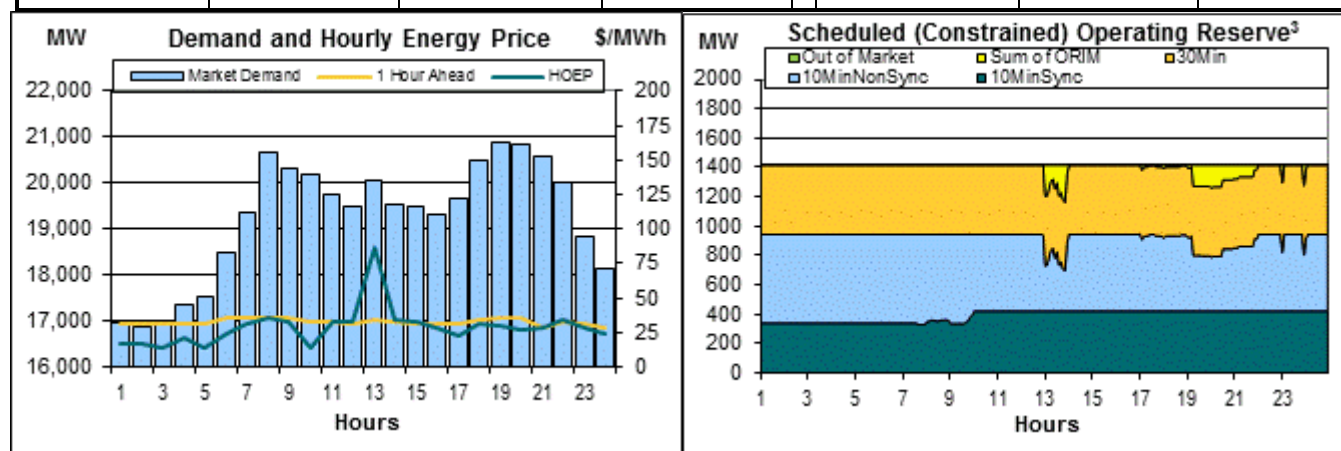 MW Demand and Hourly Energy Price $/MWh
Market Demand 1 Hour Ahead HOEP
22,000 200
175
21,000
150
20,000
125
19,000 100
75
18,000
50
17,000
25
16,000 0
1 3 5 7 9 11 13 15 17 19 21 23
Hours
Scheduled (Constrained) Operating Reserve³
MW
Out of Market Sum of ORIM 30Min
10MinNonSync 10MinSync
2000
1800
1600
1400
1200
1000
800
600
400
200
0
1 3 5 7 9 11 13 15 17 19 21 23
Hours